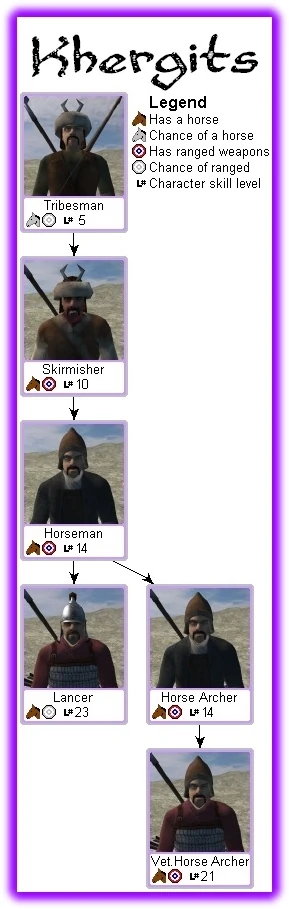 Khergits
Legend
Has a horse
Chance of a horse
Has ranged weapons
Chance of ranged
L# Character skill level
Tribesman
L# 5
Skirmisher
L# 10
Horseman
L# 14
Lancer
L# 23
Horse Archer
L# 14
Vet.Horse Archer
L# 21